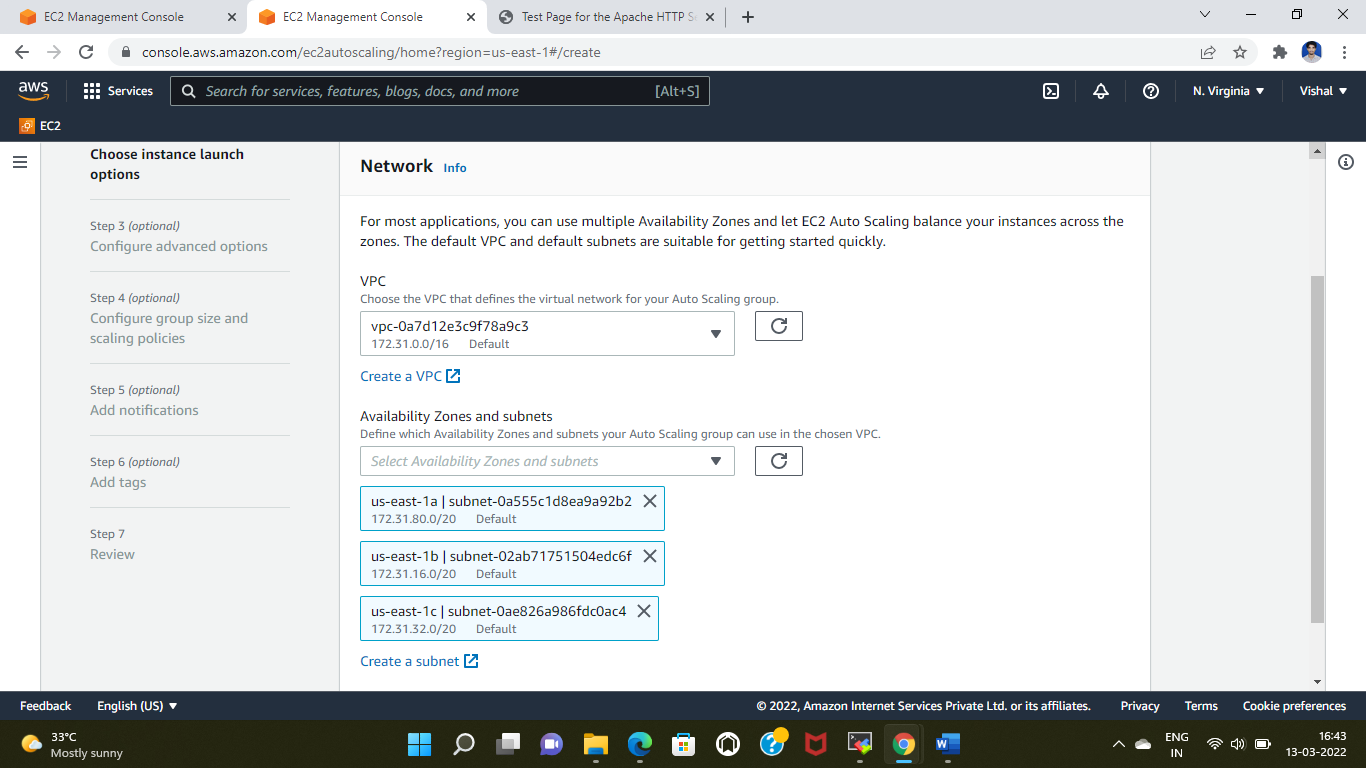 EC2 Management Console
EC2 Management Console
Test Page for the Apache HTTP S
console.aws.amazon.com/ec2autoscaling/home?region=us-east-1#/create
aws
Services
Search for services, features, blogs, docs, and more
[Alt+S]
N. Virginia
Vishal
EC2
Choose instance launch
options
Step 3 (optional)
Configure advanced options
Step 4 (optional)
Configure group size and
scaling policies
Step 5 (optional)
Add notifications
Step 6 (optional)
Add tags
Step 7
Review
Network Info
For most applications, you can use multiple Availability Zones and let EC2 Auto Scaling balance your instances across the
zones. The default VPC and default subnets are suitable for getting started quickly.
VPC
Choose the VPC that defines the virtual network for your Auto Scaling group.
vpc-0a7d12e3c9f78a9c3
172.31.0.0/16 Default
Create a VPC
Availability Zones and subnets
Define which Availability Zones and subnets your Auto Scaling group can use in the chosen VPC.
Select Availability Zones and subnets
us-east-1a | subnet-0a555c1d8ea9a92b2
172.31.80.0/20 Default
us-east-1b | subnet-02ab71751504edc6f
172.31.16.0/20 Default
us-east-1c | subnet-0ae826a986fdc0ac4
172.31.32.0/20 Default
Create a subnet
Feedback English (US)
© 2022, Amazon Internet Services Private Ltd. or its affiliates. Privacy Terms Cookie preferences
33°C
Mostly sunny
ENG
IN
16:43
13-03-2022